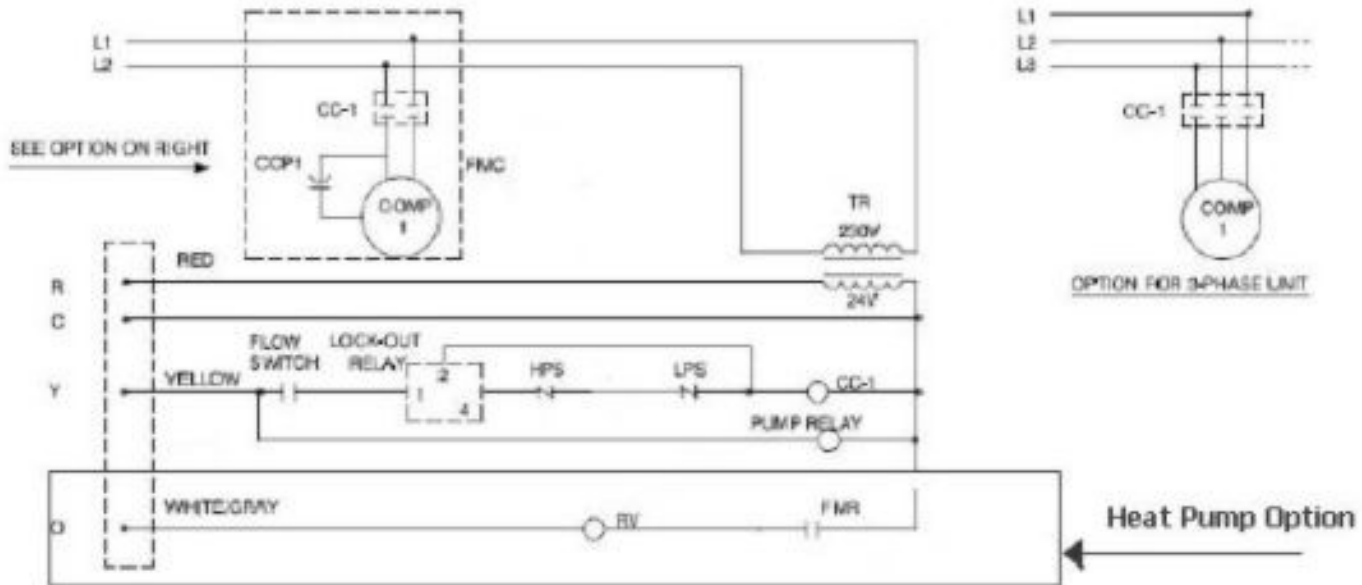 L1
L2
CC-1
SEE OPTION ON RIGHT
CCP1
FMC
COMP
1
L1
L2
L3
CC-1
COMP
1
OPTION FOR 3-PHASE UNIT
TR
230V
24V
RED
R
C
FLOW
SWITCH
LOCK-OUT
RELAY
2
1
4
HPS
LPS
CC-1
Y
YELLOW
PUMP RELAY
WHITE/GRAY
O
RV
FMR
Heat Pump Option